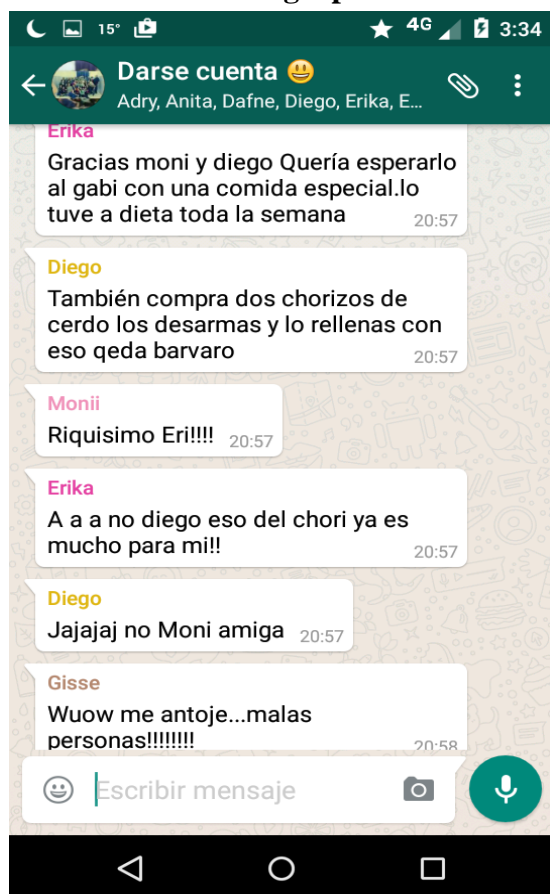 15° 4G 3:34
Darse cuenta 😃
Adry, Anita, Dafne, Diego, Erika, E...
Erika
Gracias moni y diego Quería esperarlo
al gabi con una comida especial.lo
tuve a dieta toda la semana 20:57
Diego
También compra dos chorizos de
cerdo los desarmas y lo rellenas con
eso qeda barvaro 20:57
Monii
Riquisimo Eri!!!! 20:57
Erika
A a a no diego eso del chori ya es
mucho para mi!! 20:57
Diego
Jajajaj no Moni amiga 20:57
Gisse
Wuow me antoje...malas
personas!!!!!!!! 20:58
Escribir mensaje